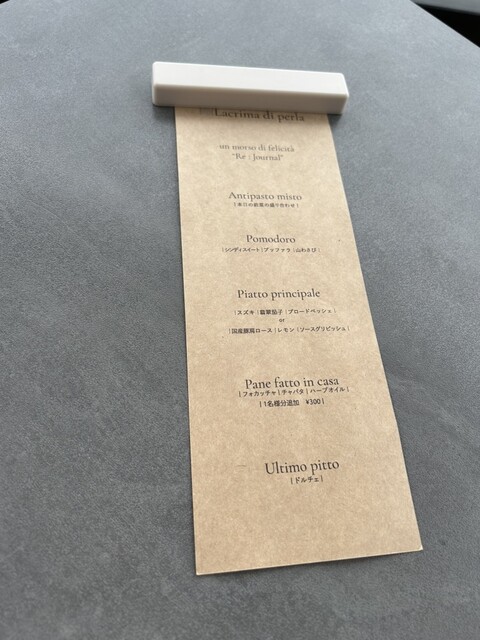 Lacrima di perla
un morso di felicità
"Ré : Journal"
Antipasto misto
| 本日の前菜の盛り合わせ |
Pomodoro
| シンディスイート | ブッファラ | 山わさび |
Piatto principale
| スズキ | 翡翠茄子 | ブロードペッシェ |
or
| 国産豚肩ロース | レモン | ソースグリビッシュ |
Pane fatto in casa
| フォカッチャ | チャバタ | ハーブオイル |
| 1名様分追加 ¥300 |
Ultimo pitto
| ドルチェ |